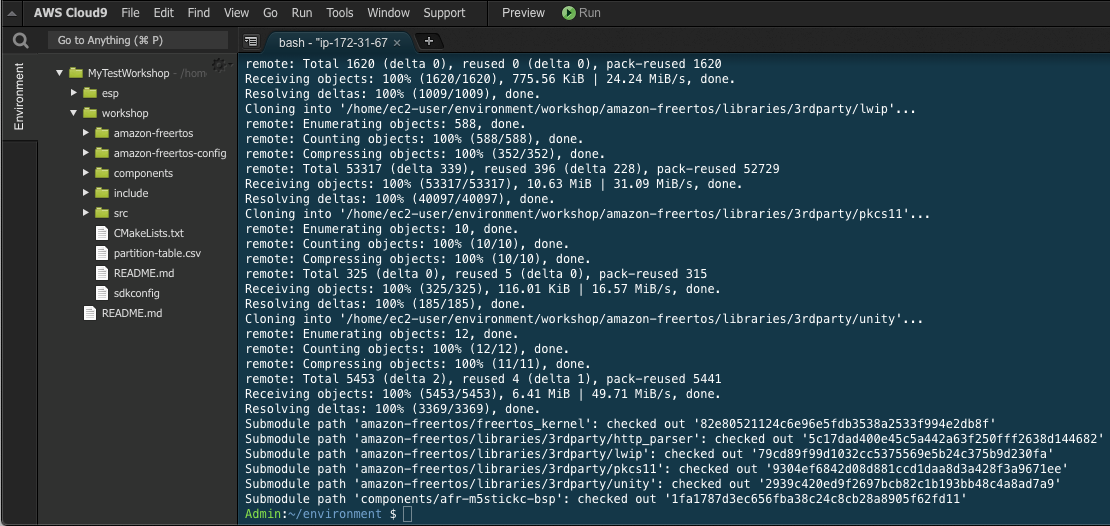 AWS Cloud9 File Edit Find View Go Run Tools Window Support Preview Run
Go to Anything (⌘ P)
bash - "ip-172-31-67 × +
Environment
MyTestWorkshop - /home
esp
workshop
amazon-freertos
amazon-freertos-config
components
include
src
CMakeLists.txt
partition-table.csv
README.md
sdkconfig
README.md
remote: Total 1620 (delta 0), reused 0 (delta 0), pack-reused 1620
Receiving objects: 100% (1620/1620), 775.56 KiB | 24.24 MiB/s, done.
Resolving deltas: 100% (1009/1009), done.
Cloning into '/home/ec2-user/environment/workshop/amazon-freertos/libraries/3rdparty/lwip'...
remote: Enumerating objects: 588, done.
remote: Counting objects: 100% (588/588), done.
remote: Compressing objects: 100% (352/352), done.
remote: Total 53317 (delta 339), reused 396 (delta 228), pack-reused 52729
Receiving objects: 100% (53317/53317), 10.63 MiB | 31.09 MiB/s, done.
Resolving deltas: 100% (40097/40097), done.
Cloning into '/home/ec2-user/environment/workshop/amazon-freertos/libraries/3rdparty/pkcs11'...
remote: Enumerating objects: 10, done.
remote: Counting objects: 100% (10/10), done.
remote: Compressing objects: 100% (10/10), done.
remote: Total 325 (delta 0), reused 5 (delta 0), pack-reused 315
Receiving objects: 100% (325/325), 116.01 KiB | 16.57 MiB/s, done.
Resolving deltas: 100% (185/185), done.
Cloning into '/home/ec2-user/environment/workshop/amazon-freertos/libraries/3rdparty/unity'...
remote: Enumerating objects: 12, done.
remote: Counting objects: 100% (12/12), done.
remote: Compressing objects: 100% (11/11), done.
remote: Total 5453 (delta 2), reused 4 (delta 1), pack-reused 5441
Receiving objects: 100% (5453/5453), 6.41 MiB | 49.71 MiB/s, done.
Resolving deltas: 100% (3369/3369), done.
Submodule path 'amazon-freertos/freertos_kernel': checked out '82e80521124c6e96e5fdb3538a2533f994e2db8f'
Submodule path 'amazon-freertos/libraries/3rdparty/http_parser': checked out '5c17dad400e45c5a442a63f250fff2638d144682'
Submodule path 'amazon-freertos/libraries/3rdparty/lwip': checked out '79cd89f99d1032cc5375569e5b24c375b9d230fa'
Submodule path 'amazon-freertos/libraries/3rdparty/pkcs11': checked out '9304ef6842d08d881ccd1daa8d3a428f3a9671ee'
Submodule path 'amazon-freertos/libraries/3rdparty/unity': checked out '2939c420ed9f2697bcb82c1b193bb48c4a8ad7a9'
Submodule path 'components/afr-m5stickc-bsp': checked out '1fa1787d3ec656fba38c24c8cb28a8905f62fd11'
Admin:~/environment $